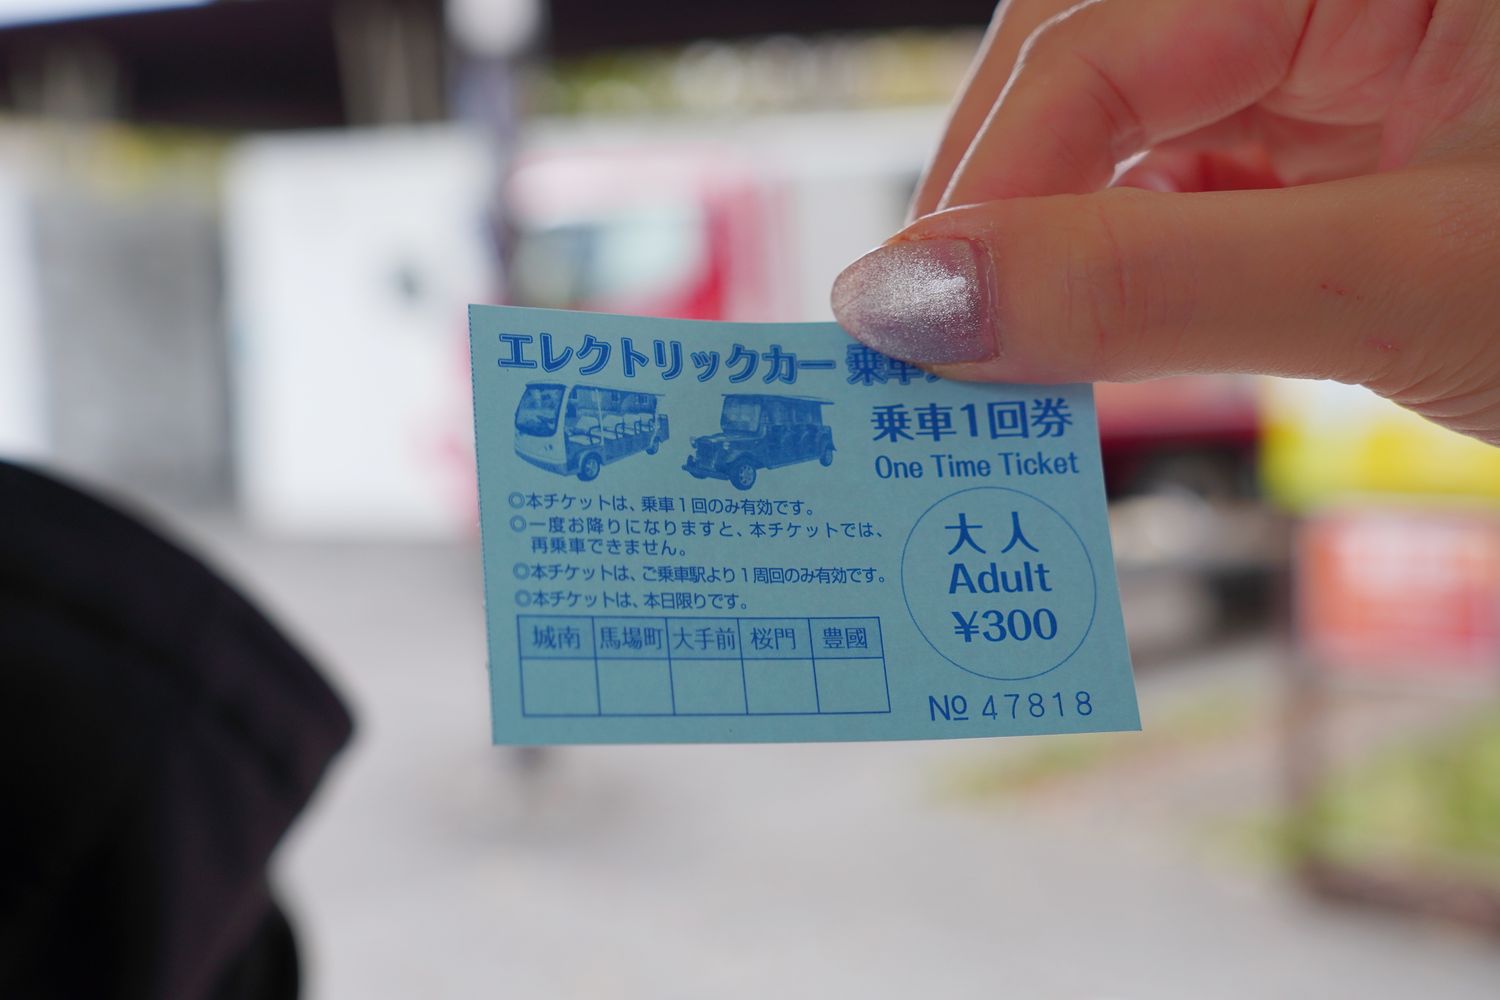 エレクトリックカー 乗車
乗車1回券
One Time Ticket
◎本チケットは、乗車1回のみ有効です。
◎一度お降りになりますと、本チケットでは、
再乗車できません。
◎本チケットは、ご乗車駅より1周回のみ有効です。
◎本チケットは、本日限りです。
城南 馬場町 大手前 桜門 豊國
大人
Adult
¥300
№ 47818